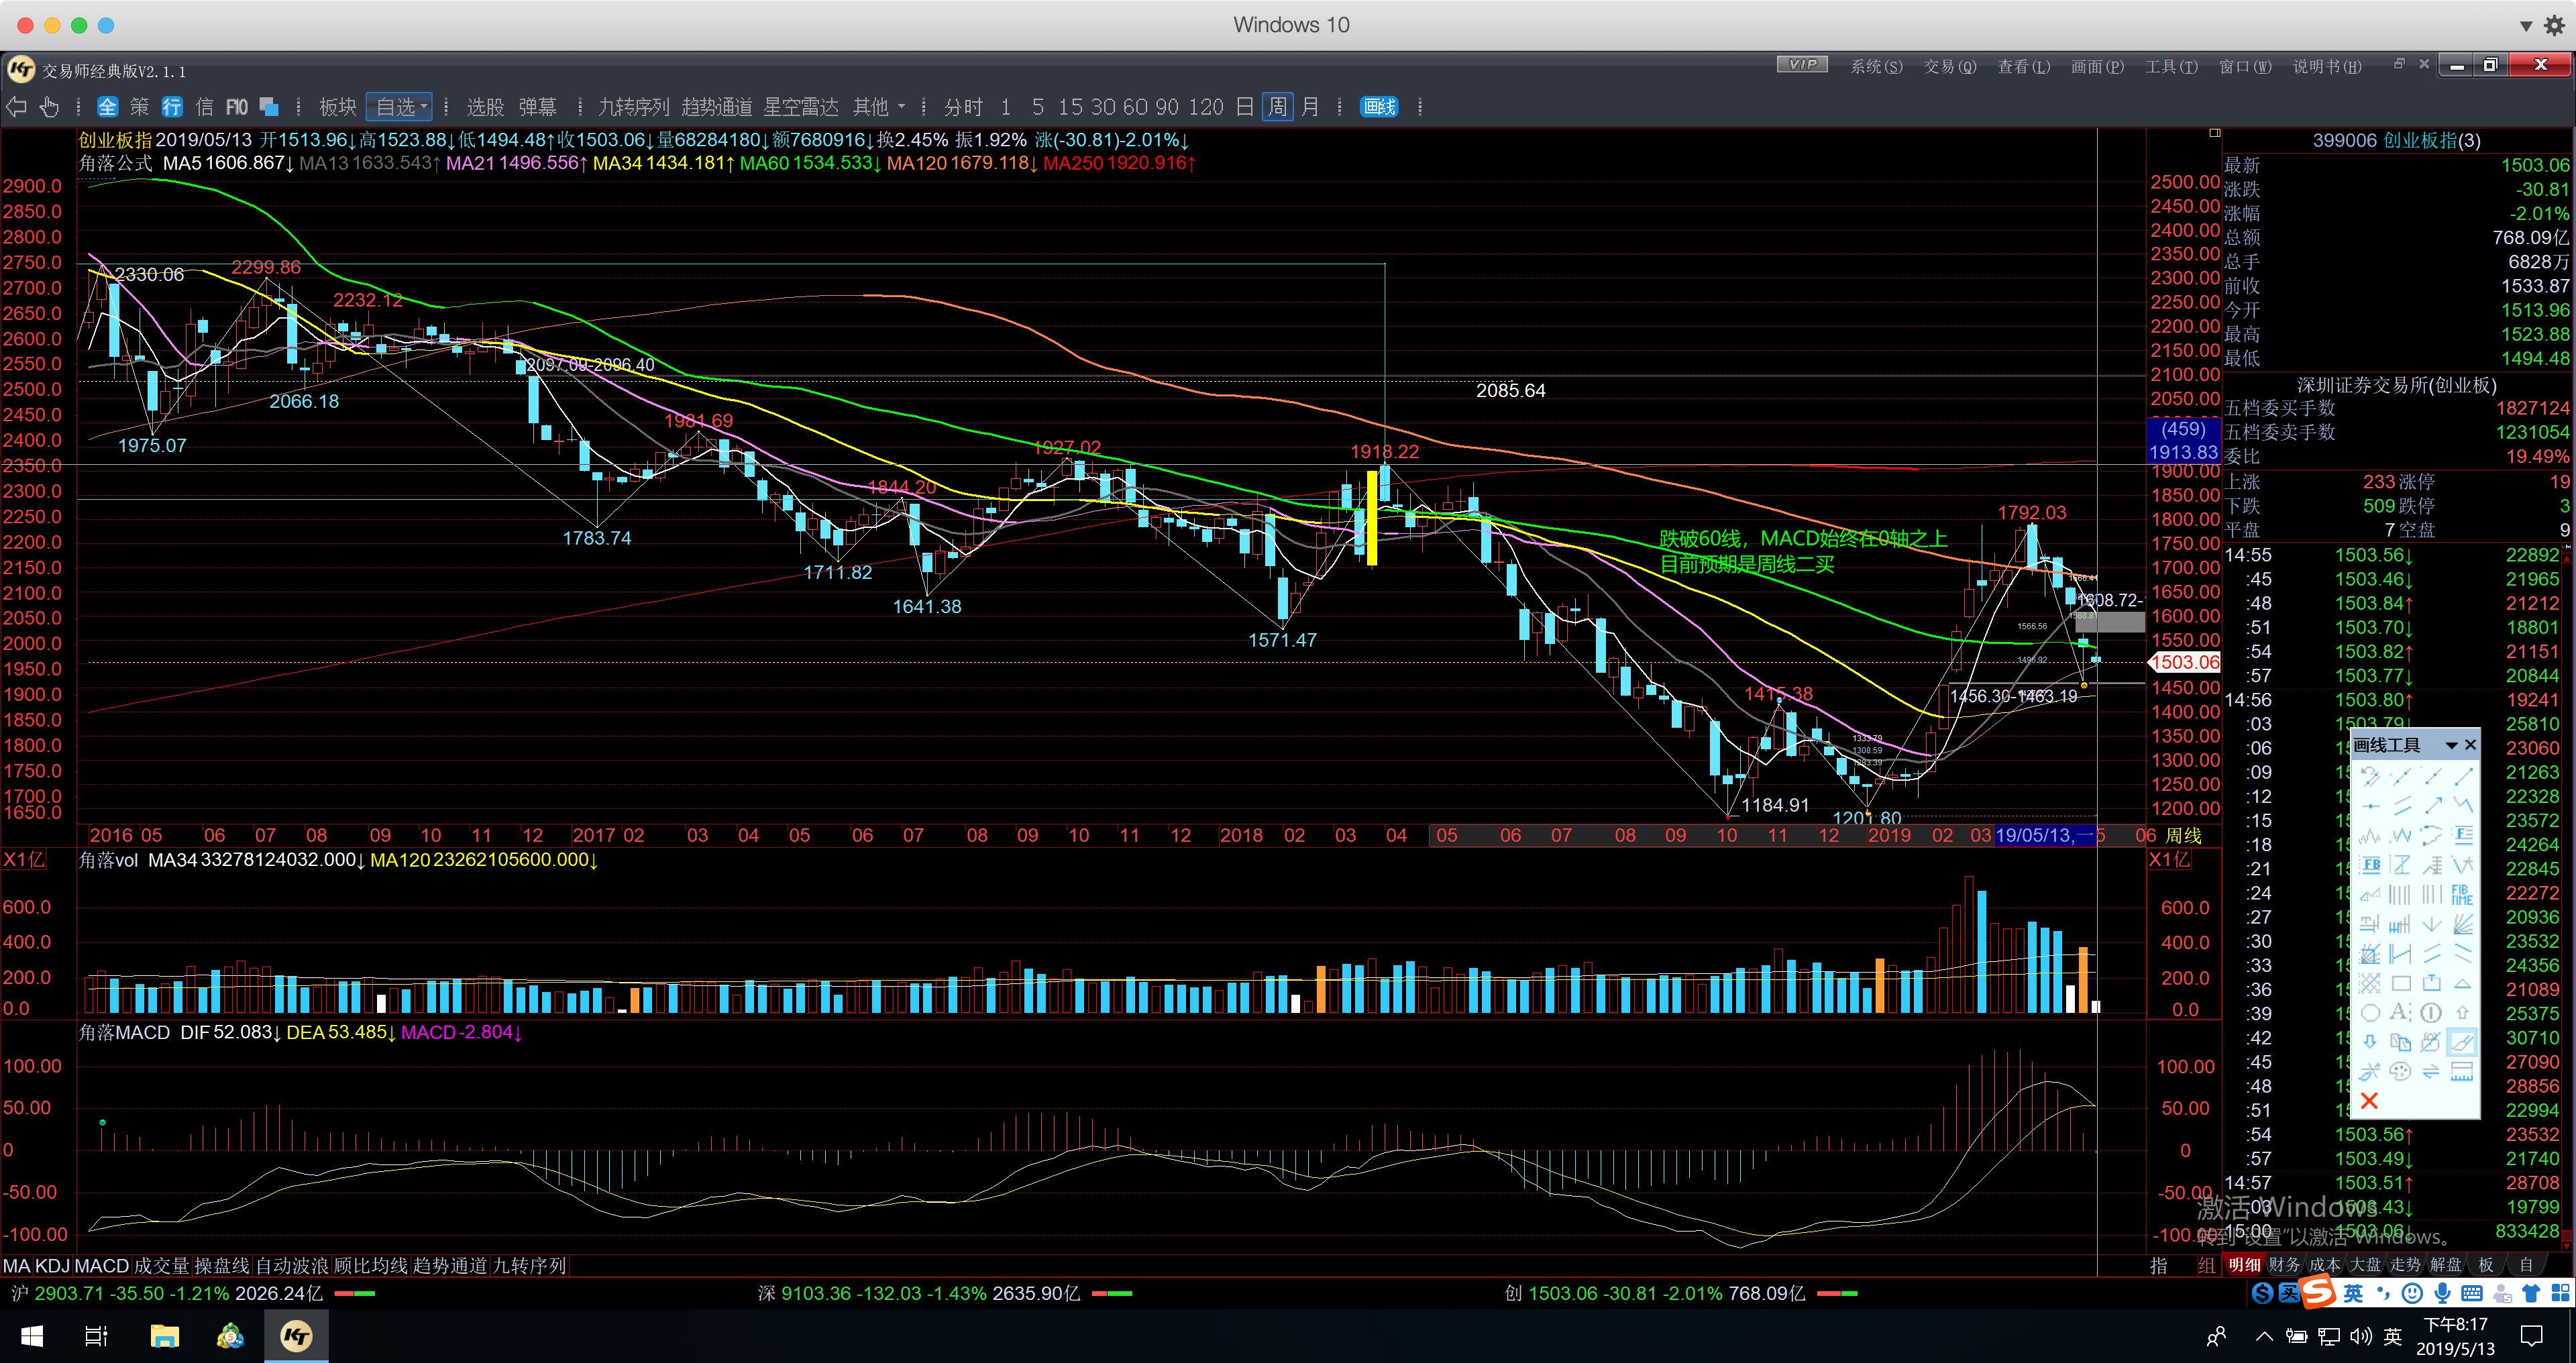 Windows 10
交易师经典版V2.1.1
VIP 系统(S) 交易(Q) 查看(L) 画面(P) 工具(T) 窗口(W) 说明书(H)
全 策 行 信 F10 板块 自选 选股 弹幕 九转序列 趋势通道 星空雷达 其他 分时 1 5 15 30 60 90 120 日 周 月 画线
创业板指 2019/05/13 开1513.96↓高1523.88↓低1494.48↑收1503.06↓量68284180↓额7680916↓换2.45% 振1.92% 涨(-30.81)-2.01%↓
角落公式 MA5 1606.867↓ MA13 1633.543↑ MA21 1496.556↑ MA34 1434.181↑ MA60 1534.533↓ MA120 1679.118↓ MA250 1920.916↑
2900.0
2850.0
2800.0
2750.0
2700.0
2650.0
2600.0
2550.0
2500.0
2450.0
2400.0
2350.0
2300.0
2250.0
2200.0
2150.0
2100.0
2050.0
2000.0
1950.0
1900.0
1850.0
1800.0
1750.0
1700.0
1650.0
2330.06
2299.86
2232.12
2097.09-2096.40
2066.18
1975.07
2085.64
1981.69
1927.02
1918.22
1844.20
1783.74
1711.82
1641.38
1571.47
跌破60线，MACD始终在0轴之上
目前预期是周线二买
1792.03
1608.72-
1566.56
1496.92
1456.30-1463.19
1415.38
1333.79
1308.59
1283.39
1184.91
1201.80
2500.00
2450.00
2400.00
2350.00
2300.00
2250.00
2200.00
2150.00
2100.00
2050.00
(459)
1913.83
1900.00
1850.00
1800.00
1750.00
1700.00
1650.00
1600.00
1550.00
1503.06
1450.00
1400.00
1350.00
1300.00
1250.00
1200.00
2016 05 06 07 08 09 10 11 12 2017 02 03 04 05 06 07 08 09 10 11 12 2018 02 03 04 05 06 07 08 09 10 11 12 2019 02 03 19/05/13,一 5 06 周线
X1亿 角落vol MA34 33278124032.000↓ MA120 23262105600.000↓ X1亿
600.0 600.0
400.0 400.0
200.0 200.0
0.0 0.0
角落MACD DIF 52.083↓ DEA 53.485↓ MACD -2.804↓
100.00 100.00
50.00 50.00
0 0
-50.00 -50.00
-100.00 -100.00
MA KDJ MACD 成交量 操盘线 自动波浪 顾比均线 趋势通道 九转序列 指 组
399006 创业板指(3)
最新 1503.06
涨跌 -30.81
涨幅 -2.01%
总额 768.09亿
总手 6828万
前收 1533.87
今开 1513.96
最高 1523.88
最低 1494.48
深圳证券交易所(创业板)
五档委买手数 1827124
五档委卖手数 1231054
委比 19.49%
上涨 233 涨停 19
下跌 509 跌停 3
平盘 7 空盘 9
14:55 1503.56↓ 22892
:45 1503.46↓ 21965
:48 1503.84↑ 21212
:51 1503.70↓ 18801
:54 1503.82↑ 21151
:57 1503.77↓ 20844
14:56 1503.80↑ 19241
:03 1503.79↓ 25810
:06 23060
:09 21263
:12 22328
:15 23572
:18 24264
:21 22845
:24 22272
:27 20936
:30 23532
:33 24356
:36 21089
:39 25375
:42 30710
:45 27090
:48 28856
:51 22994
:54 1503.56↑ 23532
:57 1503.49↓ 21740
14:57 1503.51↑ 28708
:03 1503.43↓ 19799
15:00 1503.06↓ 833428
画线工具
FB
FIB TIME
激活 Windows
转到"设置"以激活 Windows。
明细 财务 成本 大盘 走势 解盘 板 自
沪 2903.71 -35.50 -1.21% 2026.24亿 深 9103.36 -132.03 -1.43% 2635.90亿 创 1503.06 -30.81 -2.01% 768.09亿
英
英
下午8:17
2019/5/13